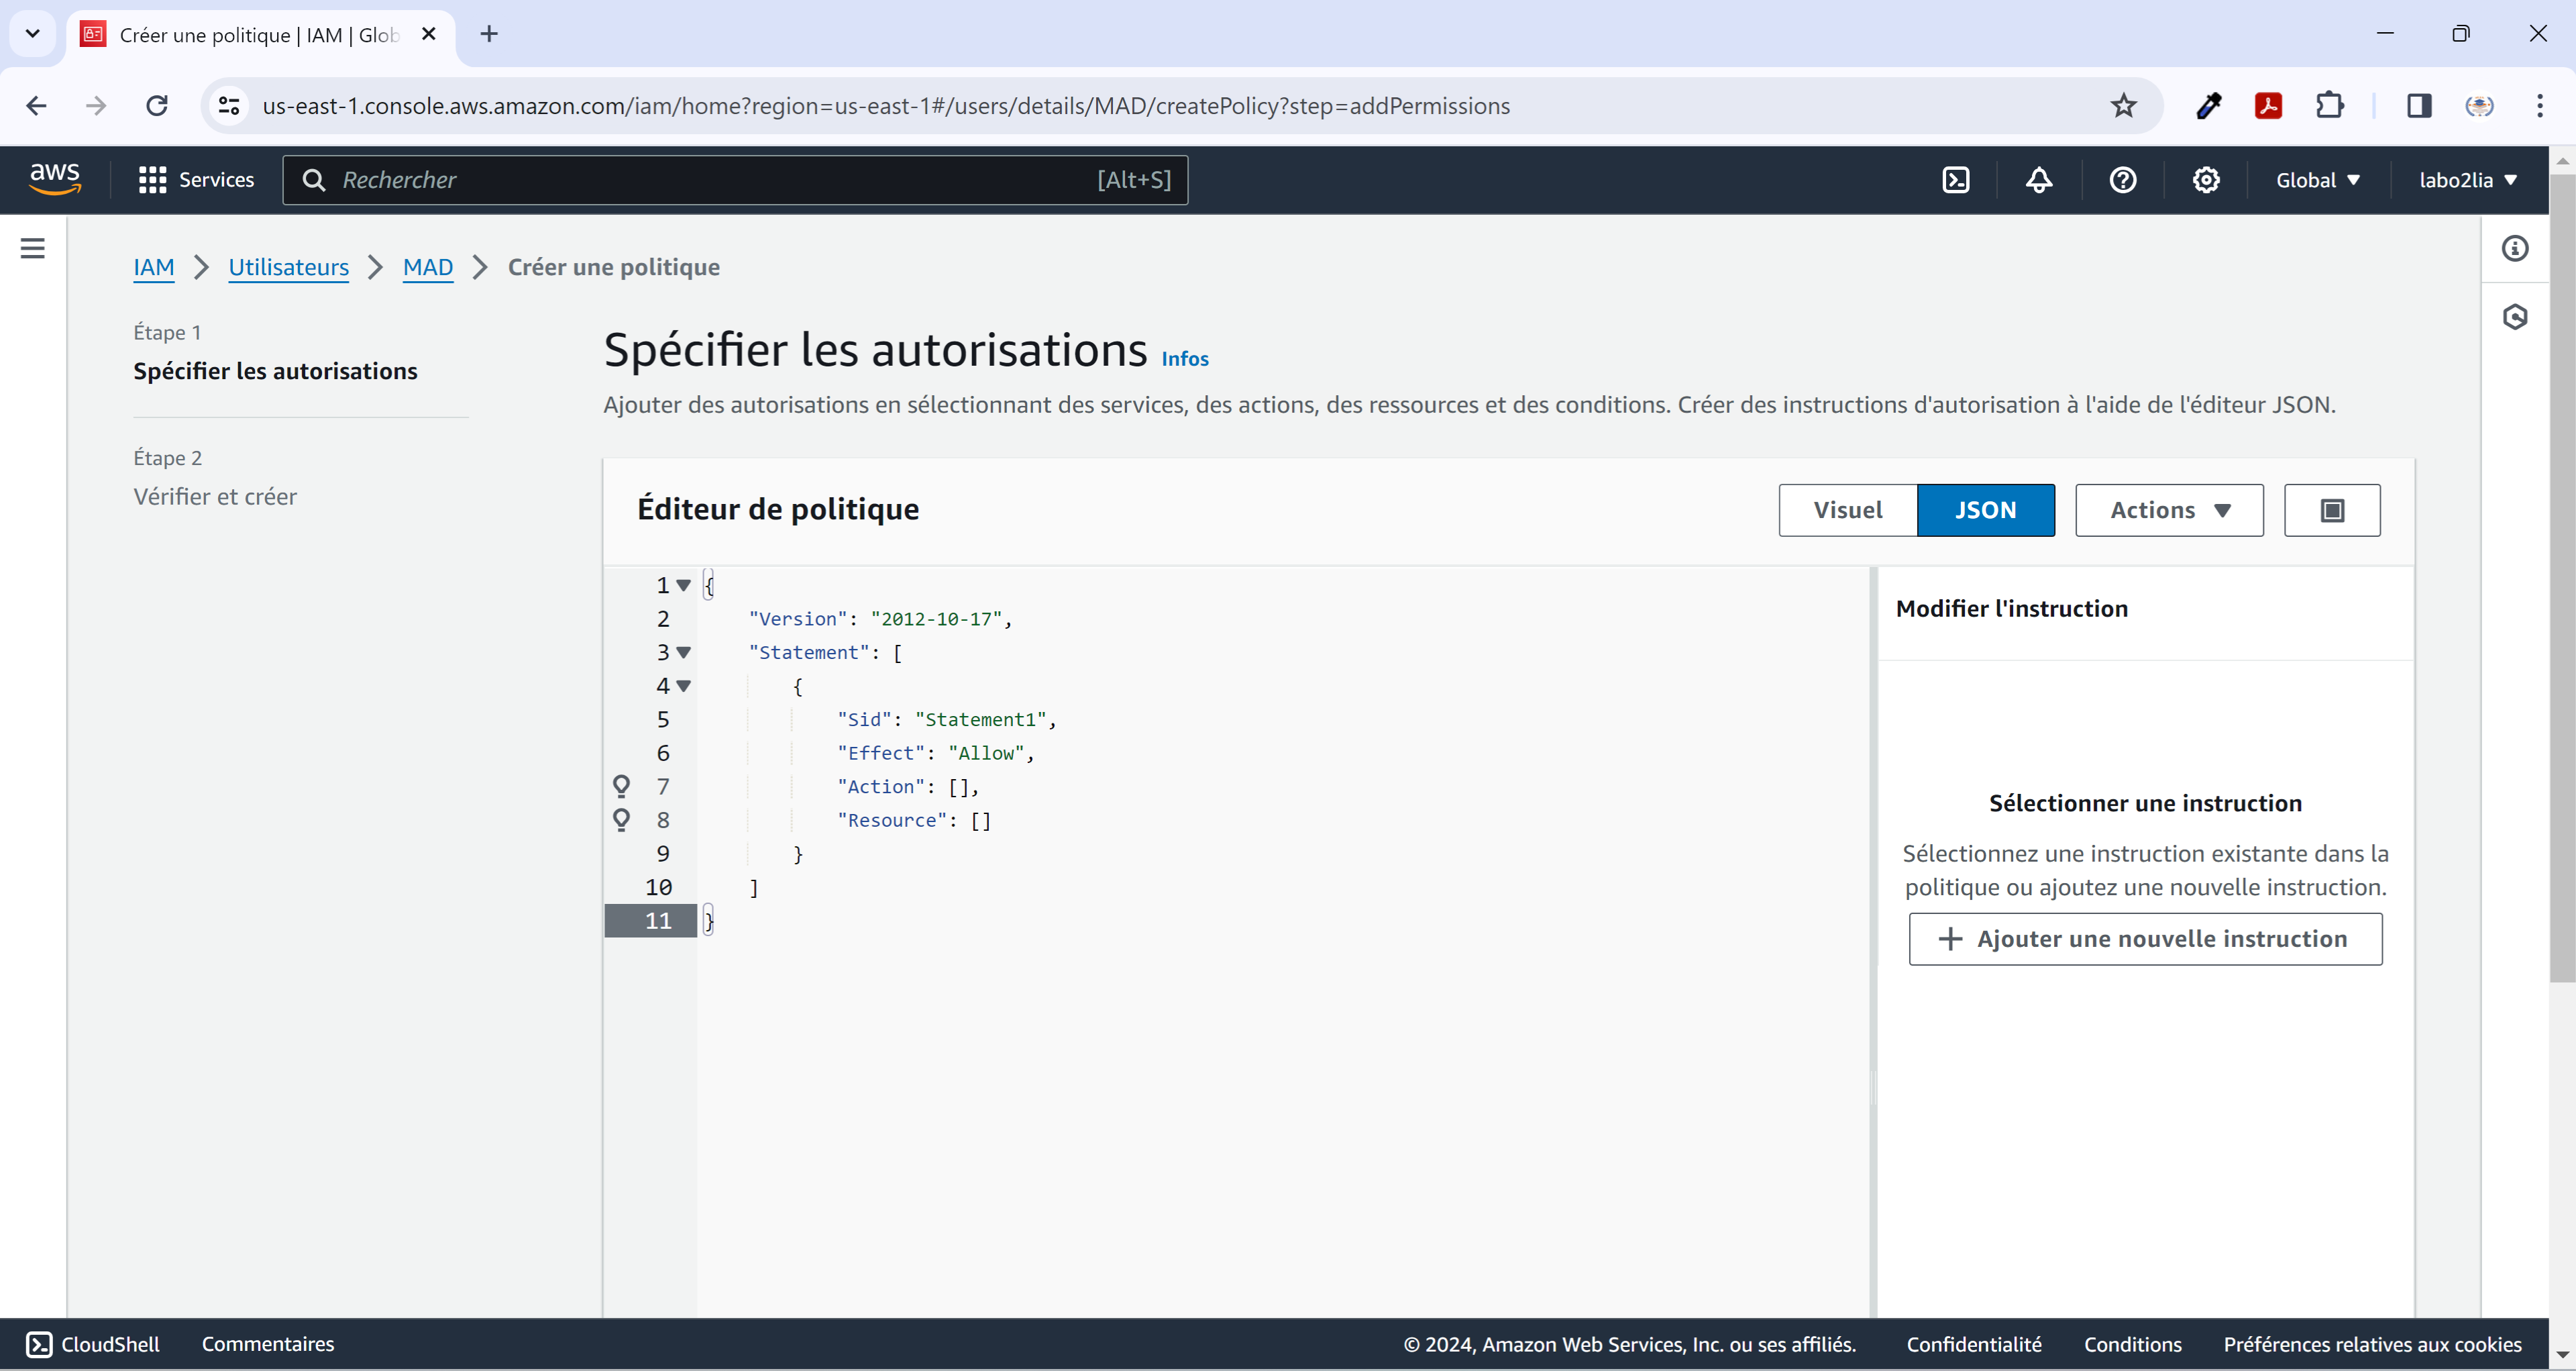 Créer une politique | IAM | Glob
us-east-1.console.aws.amazon.com/iam/home?region=us-east-1#/users/details/MAD/createPolicy?step=addPermissions
aws Services Rechercher [Alt+S] Global labo2lia
IAM Utilisateurs MAD Créer une politique
Étape 1
Spécifier les autorisations
Étape 2
Vérifier et créer
Spécifier les autorisations Infos
Ajouter des autorisations en sélectionnant des services, des actions, des ressources et des conditions. Créer des instructions d'autorisation à l'aide de l'éditeur JSON.
Éditeur de politique Visuel JSON Actions
1 {
2 "Version": "2012-10-17",
3 "Statement": [
4 {
5 "Sid": "Statement1",
6 "Effect": "Allow",
7 "Action": [],
8 "Resource": []
9 }
10 ]
11 }
Modifier l'instruction
Sélectionner une instruction
Sélectionnez une instruction existante dans la
politique ou ajoutez une nouvelle instruction.
+ Ajouter une nouvelle instruction
CloudShell Commentaires © 2024, Amazon Web Services, Inc. ou ses affiliés. Confidentialité Conditions Préférences relatives aux cookies